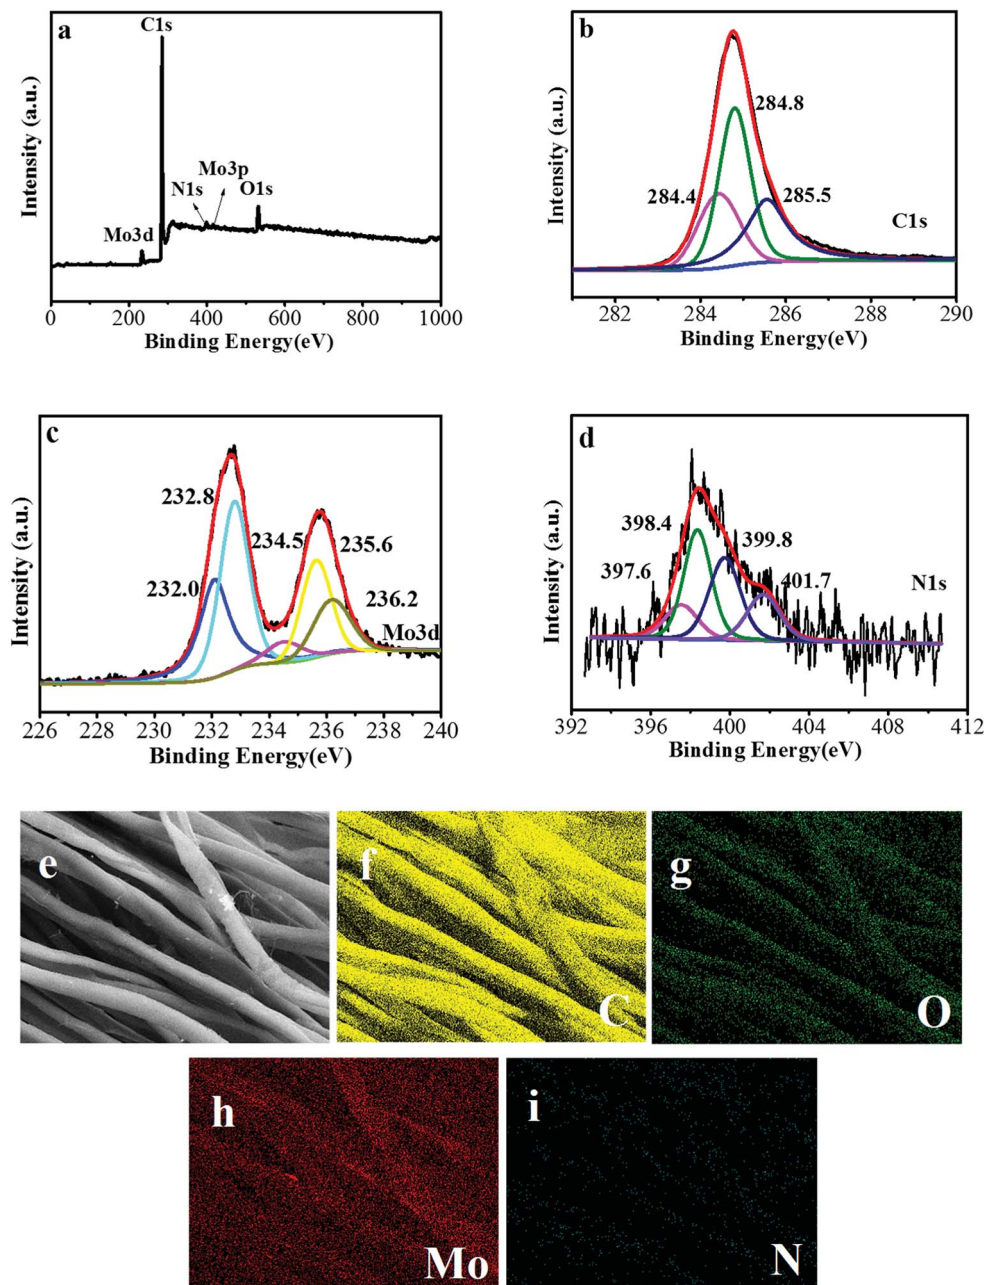 a
C1s
Mo3p
N1s
O1s
Mo3d
Intensity (a.u.)
0 200 400 600 800 1000
Binding Energy(eV)
b
284.8
284.4
285.5
C1s
Intensity (a.u.)
282 284 286 288 290
Binding Energy(eV)
c
232.8
234.5
235.6
232.0
236.2
Mo3d
Intensity (a.u.)
226 228 230 232 234 236 238 240
Binding Energy(eV)
d
398.4
399.8
397.6
401.7
N1s
Intensity (a.u.)
392 396 400 404 408 412
Binding Energy(eV)
e
f
C
g
O
h
Mo
i
N